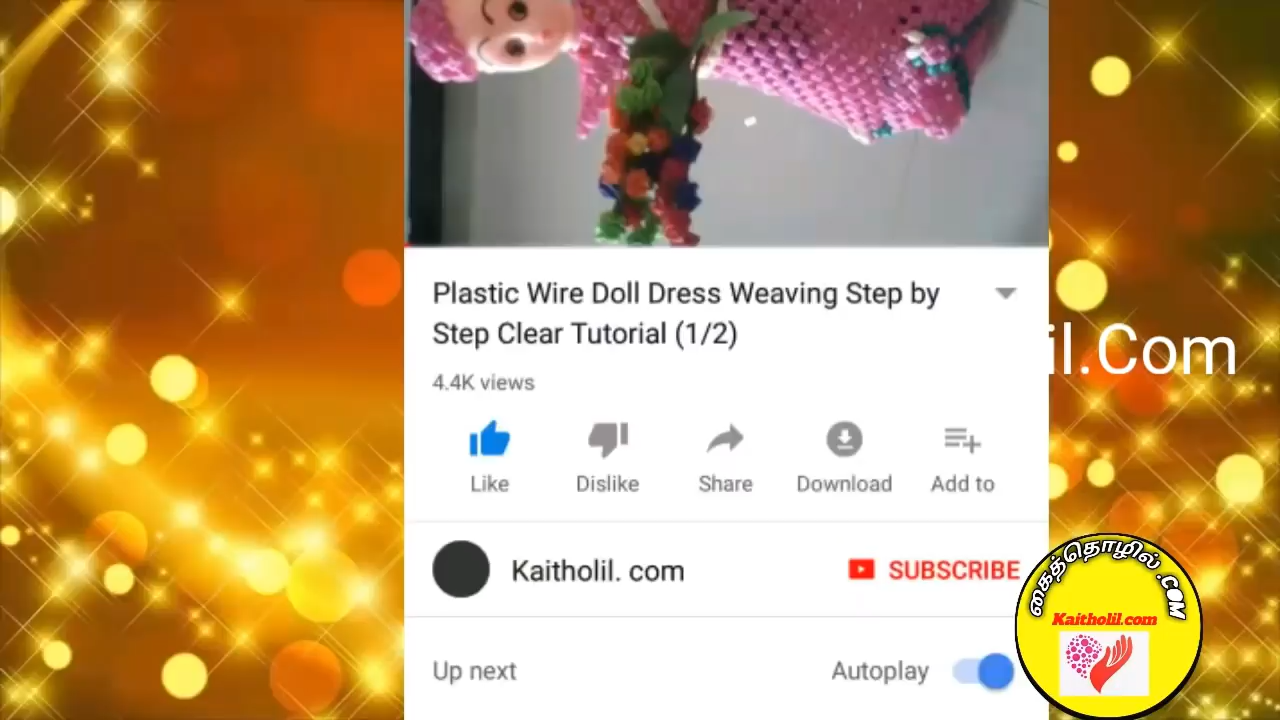 Plastic Wire Doll Dress Weaving Step by
Step Clear Tutorial (1/2)
il.Com
4.4K views
Like Dislike Share Download Add to
Kaitholil. com SUBSCRIBE
கைத்தொழில் .COM
Kaitholil.com
Up next Autoplay